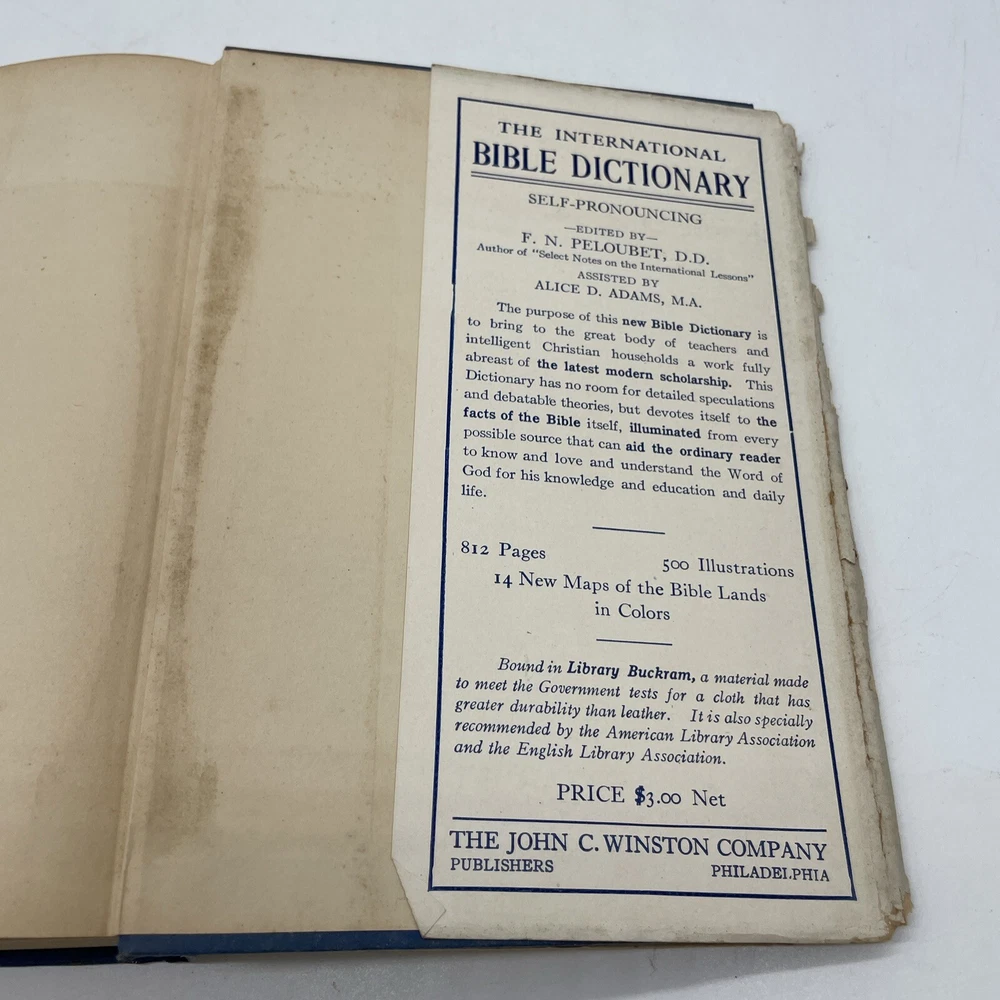 THE INTERNATIONAL
BIBLE DICTIONARY
SELF-PRONOUNCING
—EDITED BY—
F. N. PELOUBET, D.D.
Author of "Select Notes on the International Lessons"
ASSISTED BY
ALICE D. ADAMS, M.A.
The purpose of this new Bible Dictionary is
to bring to the great body of teachers and
intelligent Christian households a work fully
abreast of the latest modern scholarship. This
Dictionary has no room for detailed speculations
and debatable theories, but devotes itself to the
facts of the Bible itself, illuminated from every
possible source that can aid the ordinary reader
to know and love and understand the Word of
God for his knowledge and education and daily
life.
812 Pages 500 Illustrations
14 New Maps of the Bible Lands
in Colors
Bound in Library Buckram, a material made
to meet the Government tests for a cloth that has
greater durability than leather. It is also specially
recommended by the American Library Association
and the English Library Association.
PRICE $3.00 Net
THE JOHN C. WINSTON COMPANY
PUBLISHERS PHILADELPHIA